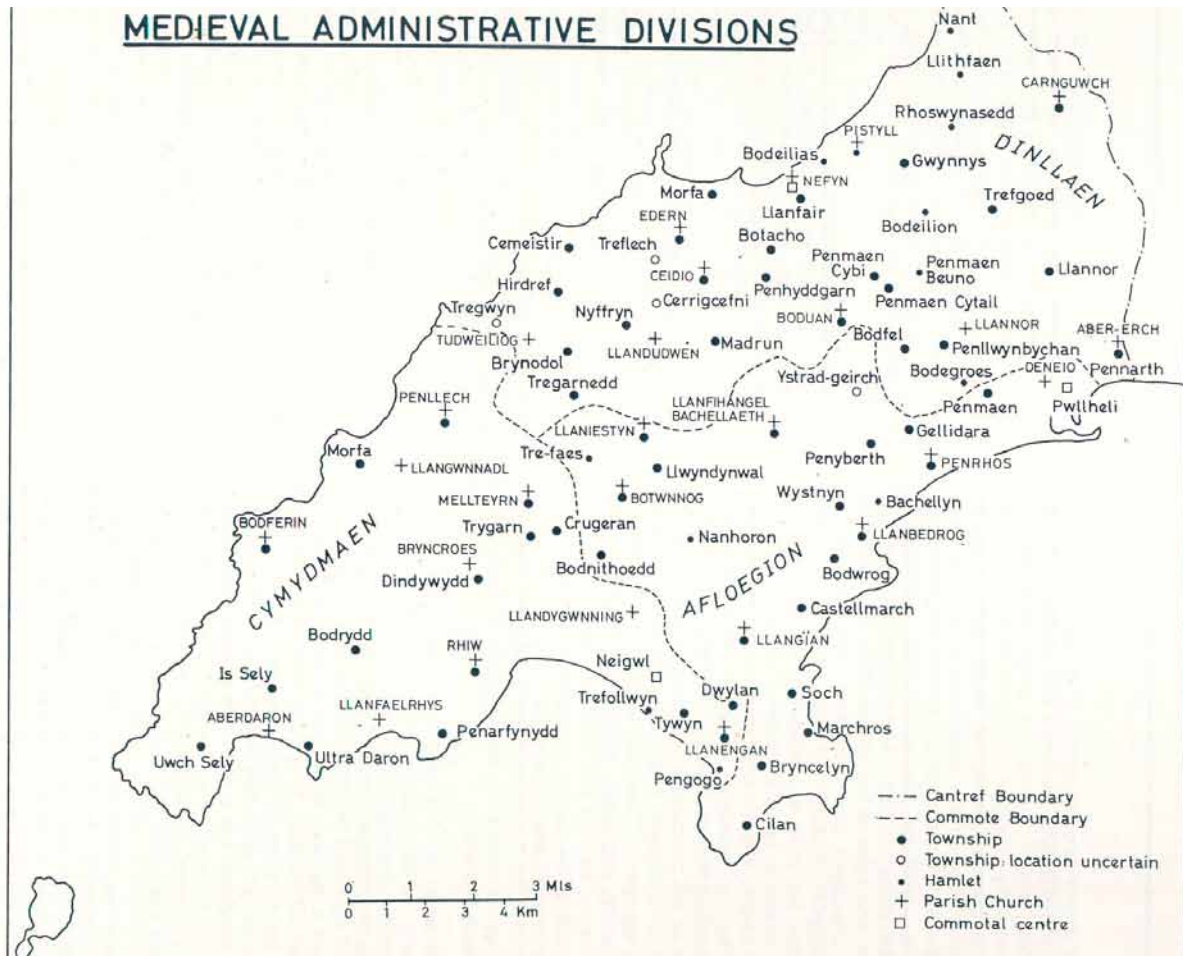 MEDIEVAL ADMINISTRATIVE DIVISIONS
Nant
Llithfaen
CARNGUWCH
Rhoswynasedd
PISTYLL
DINLLAEN
Bodeilias
Gwynnys
NEFYN
Morfa
Llanfair
Trefgoed
EDERN
Bodeilion
Cemeistir
Treflech
Botacho
Penmaen
Cybi
Penmaen
Beuno
Llannor
CEIDIO
Hirdref
Cerrigcefni
Penhyddgarn
Penmaen Cytail
Tregwyn
Nyffryn
BODUAN
LLANNOR
ABER-ERCH
TUDWEILIOG
LLANDUDWEN
Madrun
Bodfel
Penllwynbychan
Brynodol
Ystrad-geirch
Bodegroes
DENEIO
Pennarth
Tregarnedd
PENLLECH
LLANFIHANGEL
BACHELLAETH
Penmaen
Pwllheli
LLANIESTYN
Gellidara
Morfa
Tre-faes
LLANGWNNADL
Llwyndynwal
Penyberth
PENRHOS
MELLTEYRN
BOTWNNOG
Wystnyn
Bachellyn
BODFERIN
Trygarn
Crugeran
Nanhoron
LLANBEDROG
BRYNCROES
CYMYDMAEN
Bodnithoedd
Bodwrog
Dindywydd
AFLOEGION
LLANDYGWNNING
Castellmarch
Bodrydd
RHIW
LLANGIAN
Neigwl
Is Sely
Trefollwyn
Dwylan
Soch
ABERDARON
LLANFAELRHYS
Tywyn
Penarfynydd
Marchros
Uwch Sely
Ultra Daron
LLANENGAN
Pengogo
Bryncelyn
Cilan
Cantref Boundary
Commote Boundary
Township
Township: location uncertain
Hamlet
Parish Church
Commotal centre
0 1 2 3 Mls
0 1 2 3 4 Km